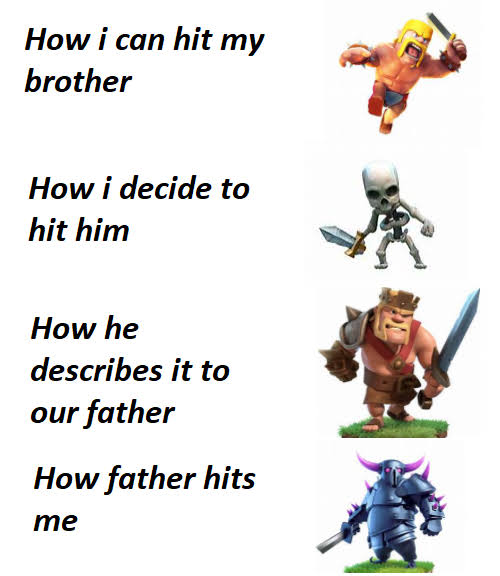 How i can hit my
brother
How i decide to
hit him
How he
describes it to
our father
How father hits
me